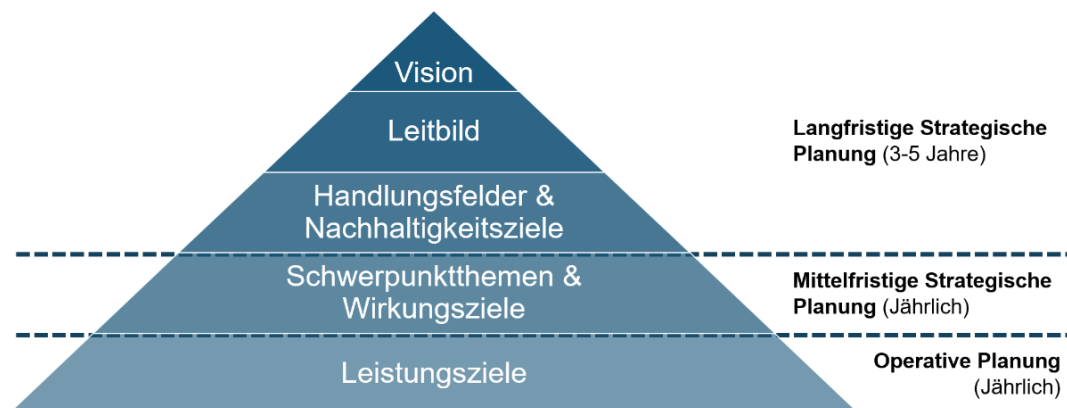 Vision
Leitbild
Langfristige Strategische
Planung (3-5 Jahre)
Handlungsfelder &
Nachhaltigkeitsziele
Schwerpunktthemen &
Wirkungsziele
Mittelfristige Strategische
Planung (Jährlich)
Leistungsziele
Operative Planung
(Jährlich)